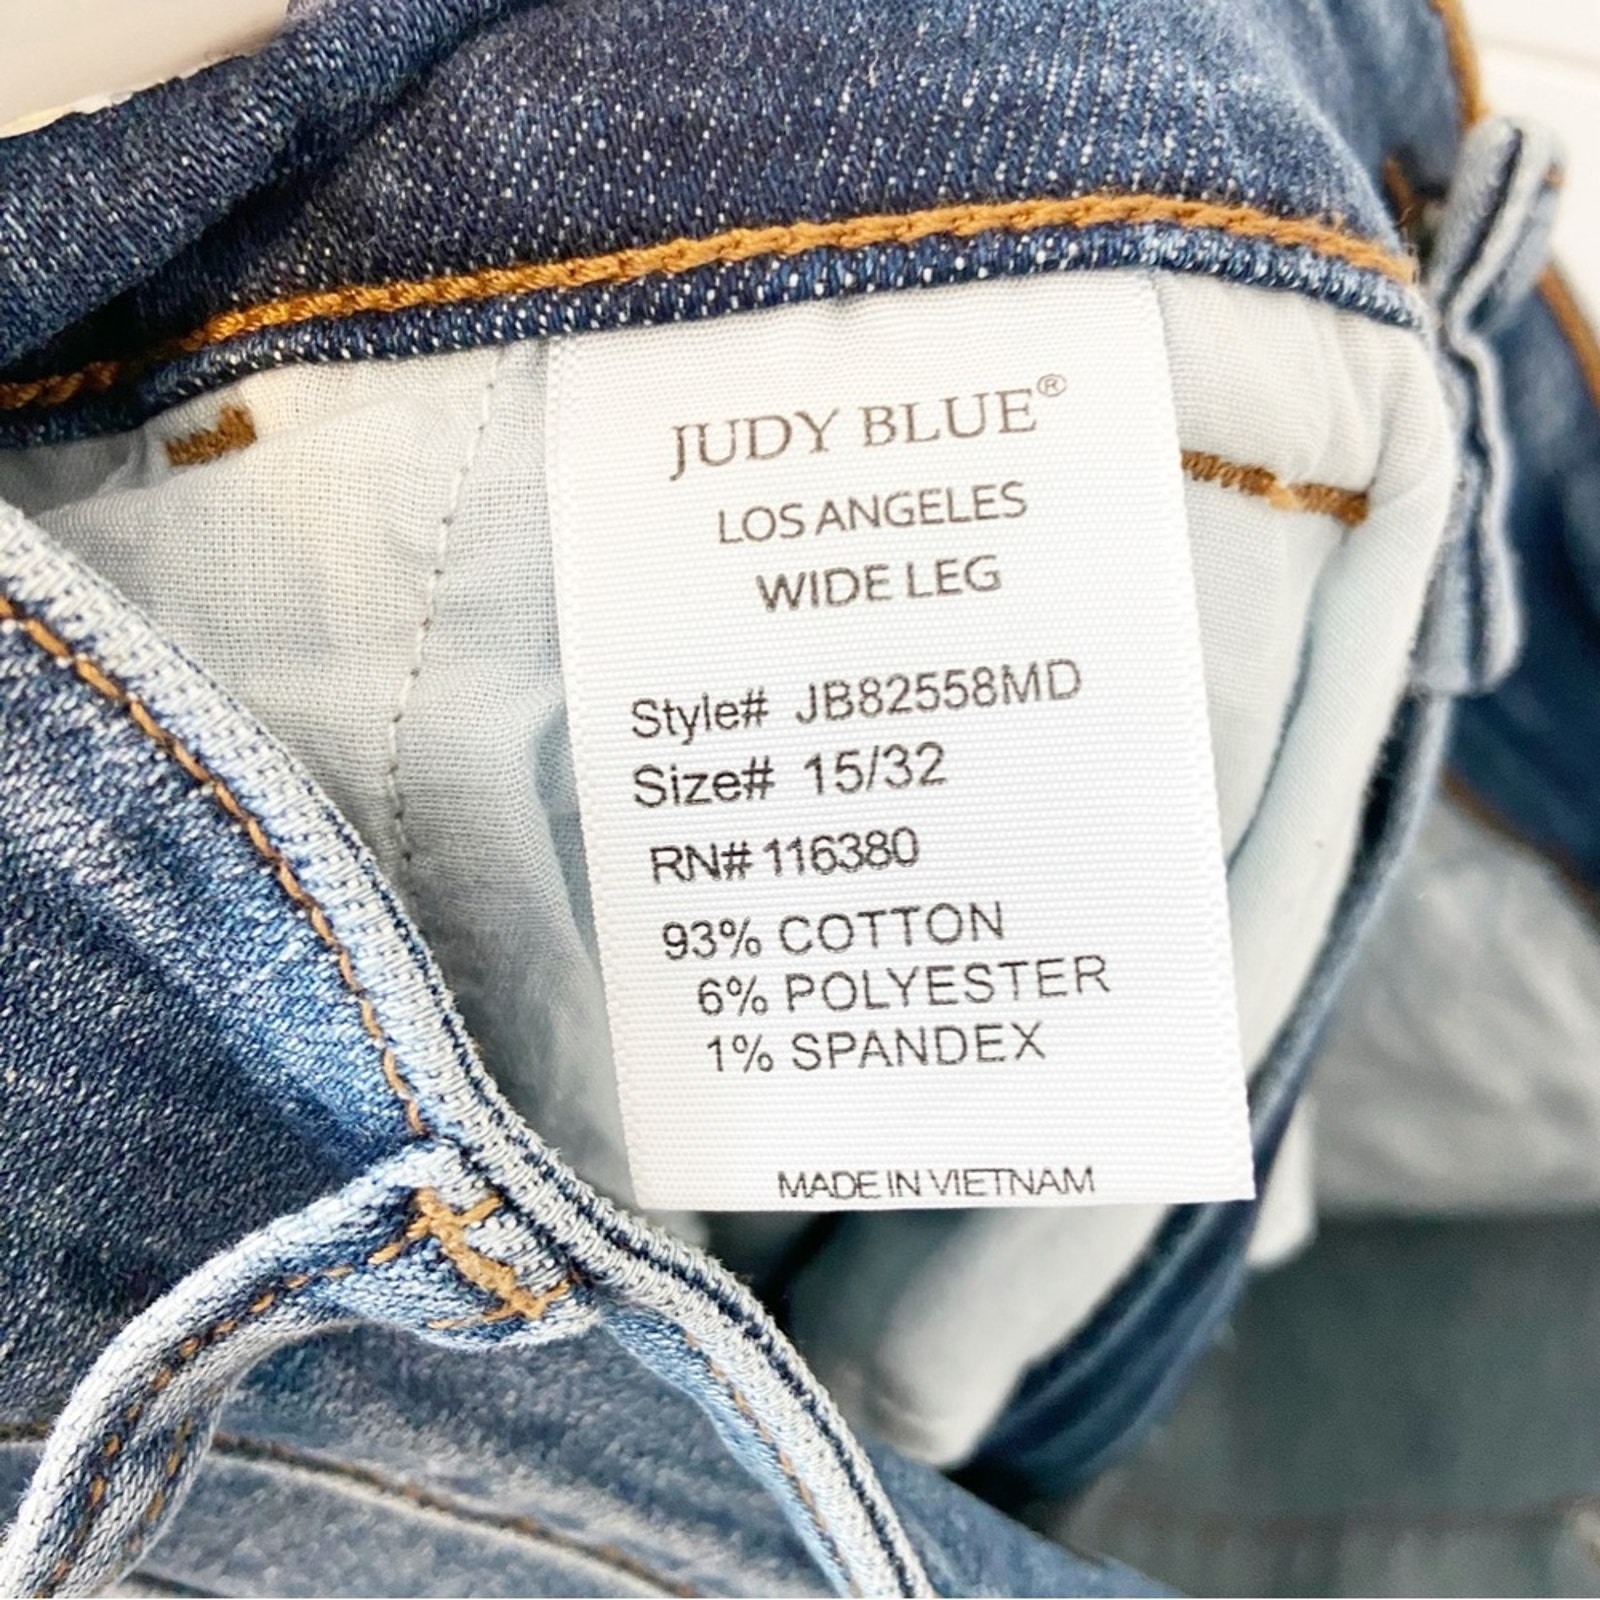 JUDY BLUE®
LOS ANGELES
WIDE LEG
Style# JB82558MD
Size# 15/32
RN# 116380
93% COTTON
6% POLYESTER
1% SPANDEX
MADE IN VIETNAM